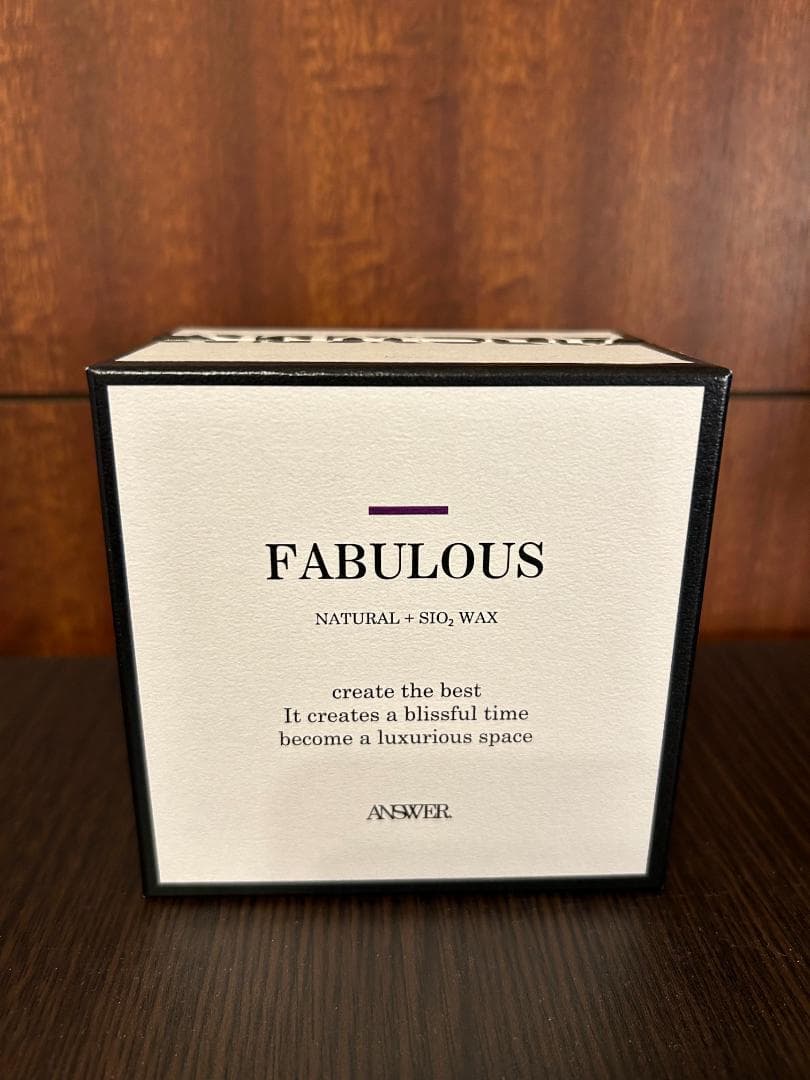 FABULOUS
NATURAL + SIO₂ WAX
create the best
It creates a blissful time
become a luxurious space
ANSWER.